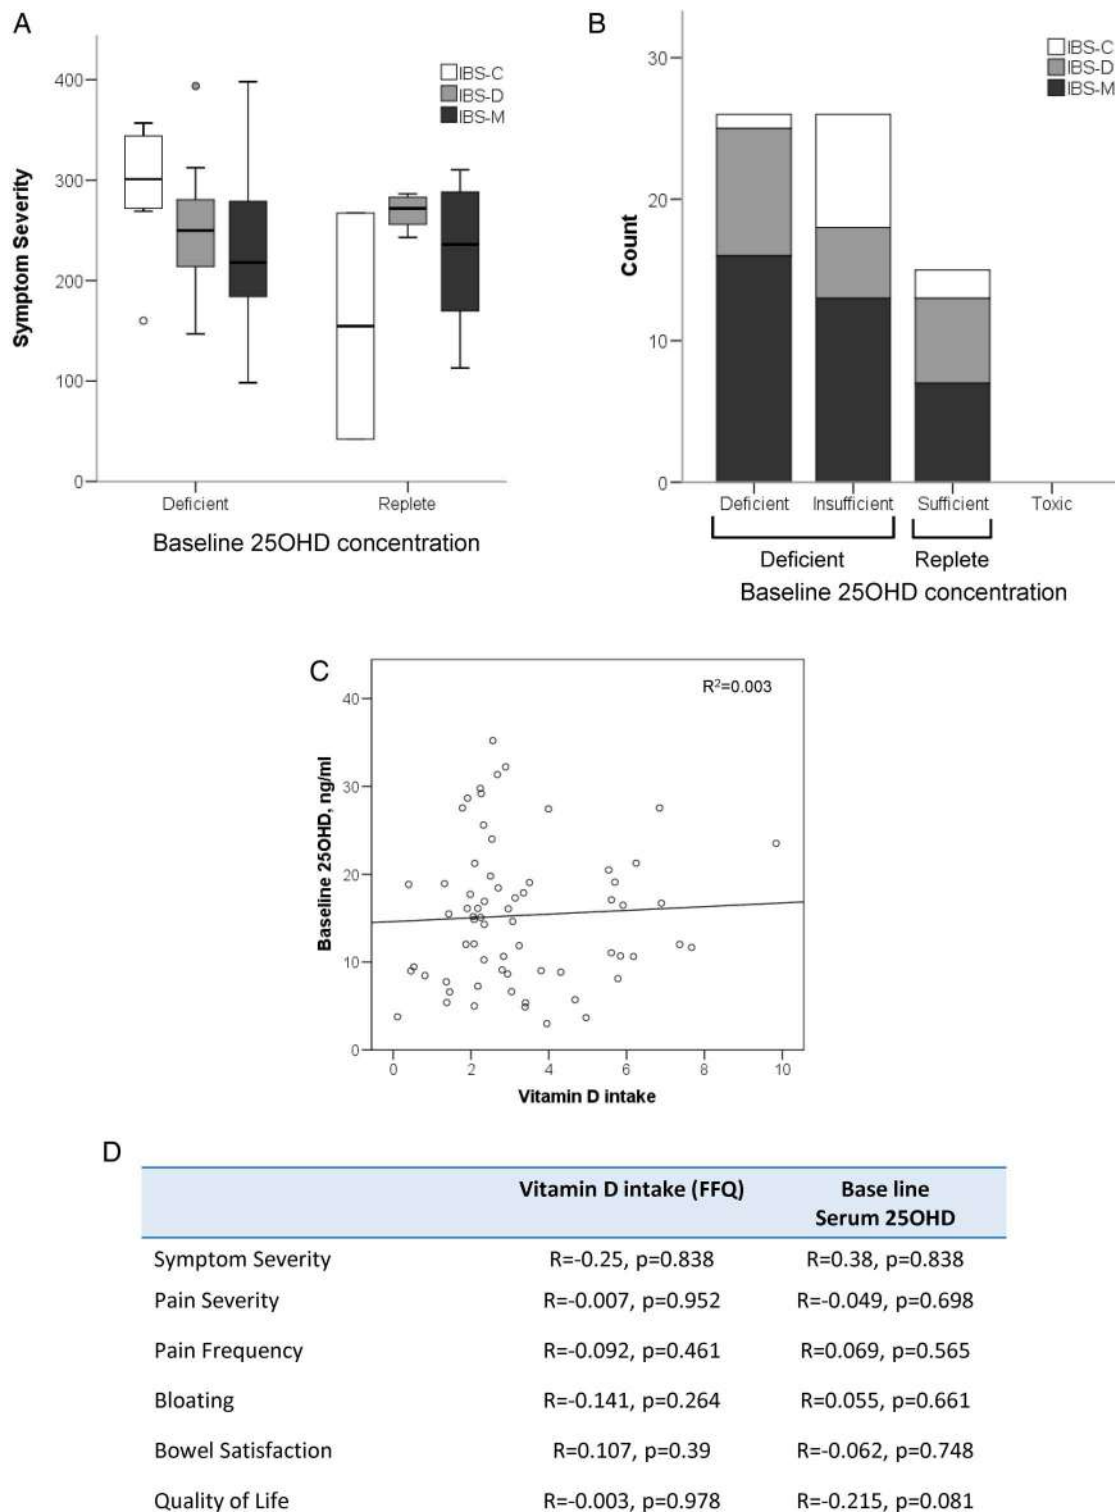 A
400
300
200
100
0
Symptom Severity
IBS-C
IBS-D
IBS-M
Deficient Replete
Baseline 25OHD concentration
B
30
20
10
0
Count
IBS-C
IBS-D
IBS-M
Deficient Insufficient Sufficient Toxic
Deficient Replete
Baseline 25OHD concentration
C
R²=0.003
40
30
20
10
0
Baseline 25OHD, ng/ml
0 2 4 6 8 10
Vitamin D intake
D
Vitamin D intake (FFQ) Base line
Serum 25OHD
Symptom Severity R=-0.25, p=0.838 R=0.38, p=0.838
Pain Severity R=-0.007, p=0.952 R=-0.049, p=0.698
Pain Frequency R=-0.092, p=0.461 R=0.069, p=0.565
Bloating R=-0.141, p=0.264 R=0.055, p=0.661
Bowel Satisfaction R=0.107, p=0.39 R=-0.062, p=0.748
Quality of Life R=-0.003, p=0.978 R=-0.215, p=0.081